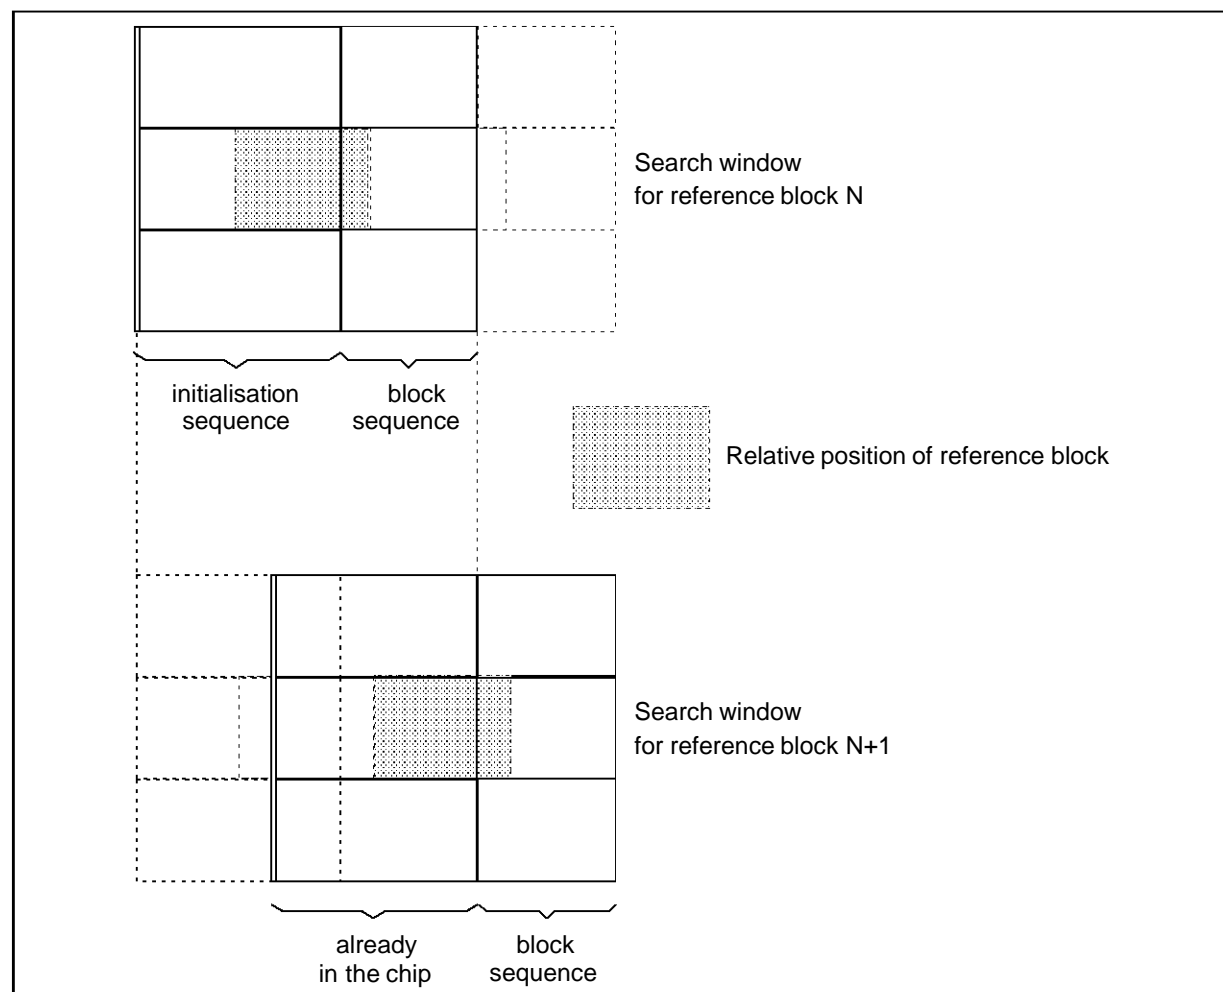 Search window
for reference block N
initialisation
sequence
block
sequence
Relative position of reference block
Search window
for reference block N+1
already
in the chip
block
sequence